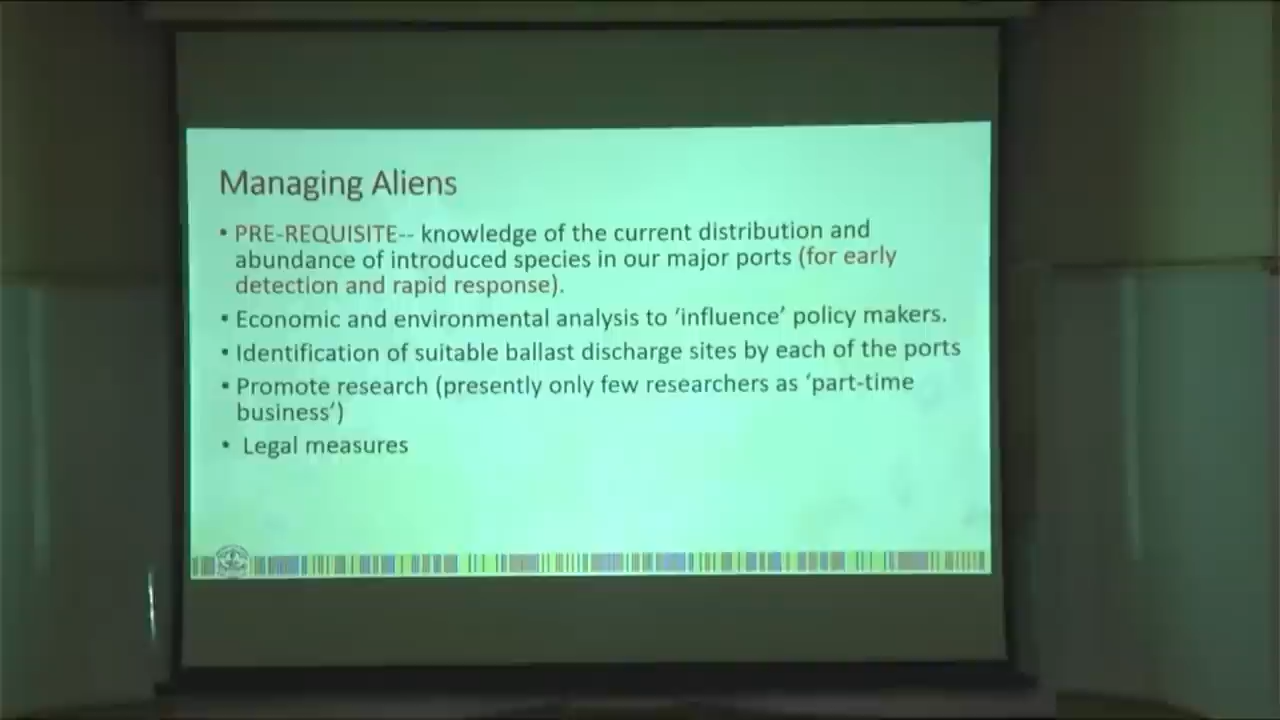 Managing Aliens
• PRE-REQUISITE-- knowledge of the current distribution and
abundance of introduced species in our major ports (for early
detection and rapid response).
• Economic and environmental analysis to ‘influence’ policy makers.
• Identification of suitable ballast discharge sites by each of the ports
• Promote research (presently only few researchers as ‘part-time
business’)
• Legal measures